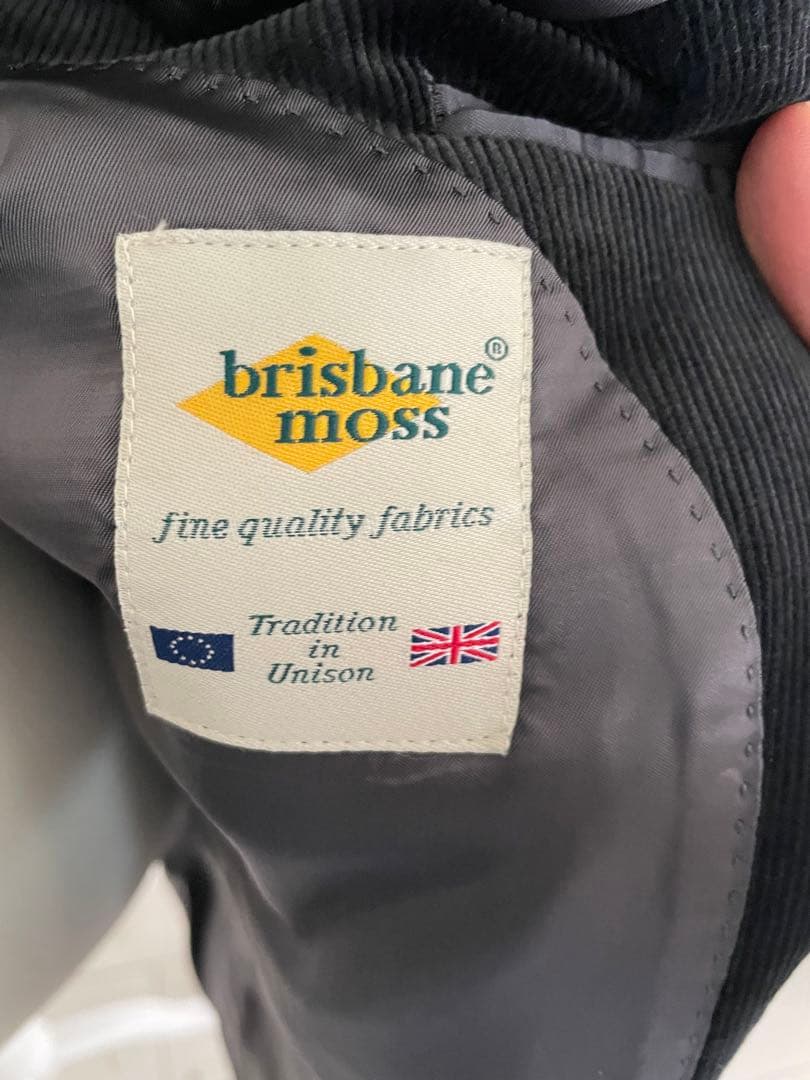 brisbane®
moss
fine quality fabrics
Tradition
in
Unison